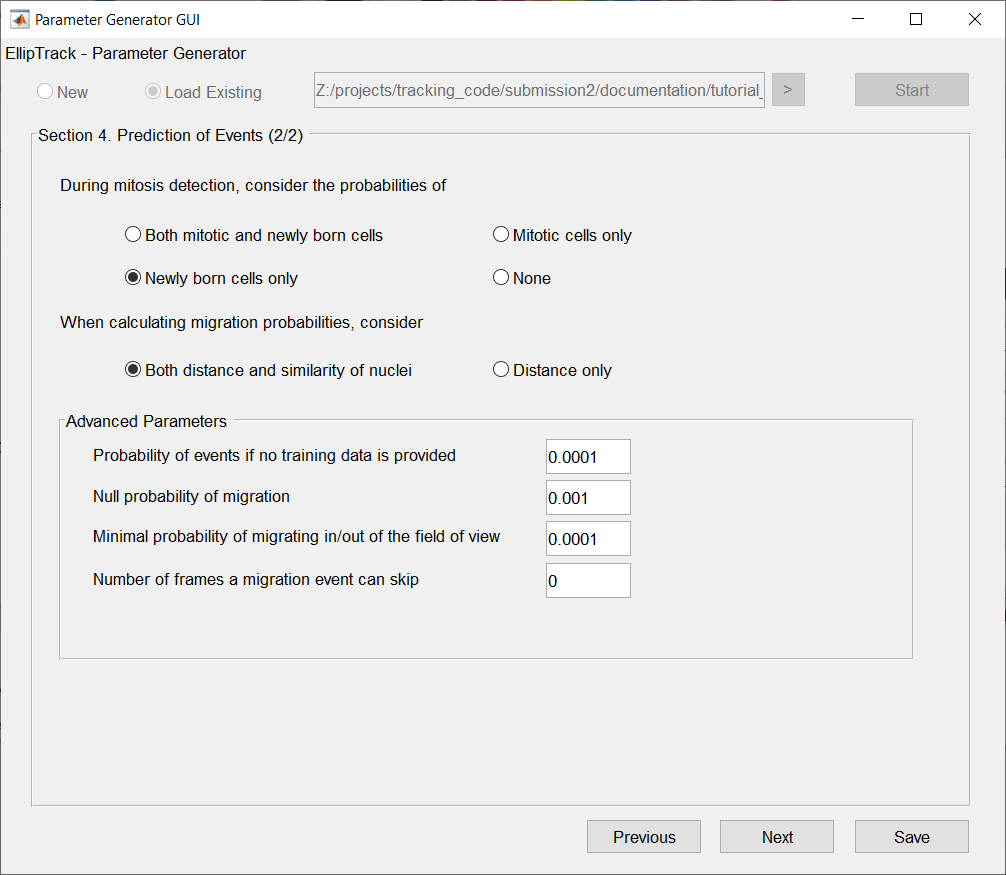 Parameter Generator GUI
EllipTrack - Parameter Generator
New
Load Existing
Z:/projects/tracking_code/submission2/documentation/tutorial_
>
Start
Section 4. Prediction of Events (2/2)
During mitosis detection, consider the probabilities of
Both mitotic and newly born cells
Mitotic cells only
Newly born cells only
None
When calculating migration probabilities, consider
Both distance and similarity of nuclei
Distance only
Advanced Parameters
Probability of events if no training data is provided
0.0001
Null probability of migration
0.001
Minimal probability of migrating in/out of the field of view
0.0001
Number of frames a migration event can skip
0
Previous
Next
Save